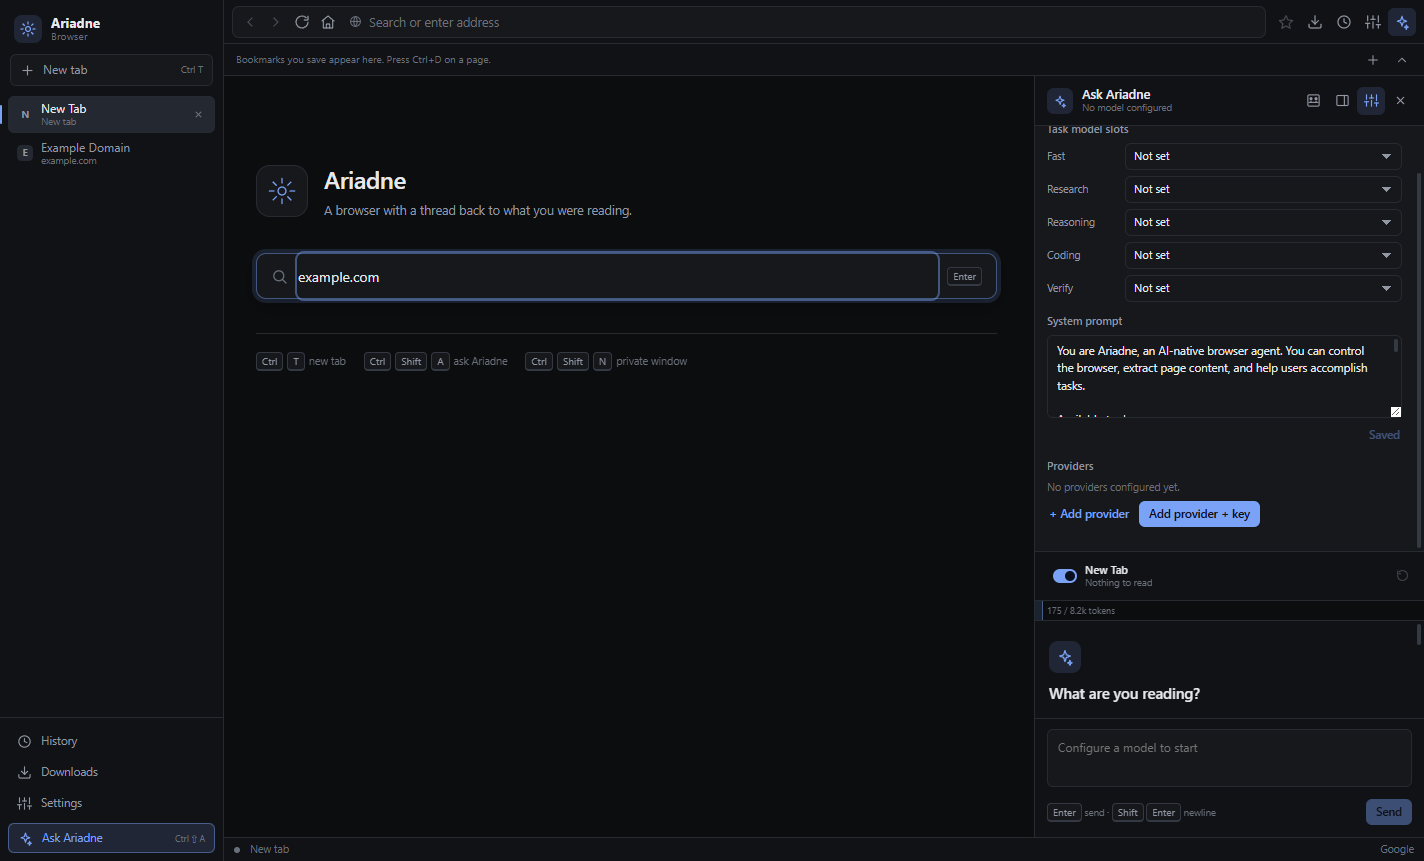 Ariadne
Browser
New tab Ctrl T
N New Tab
New tab
E Example Domain
example.com
History
Downloads
Settings
Ask Ariadne Ctrl ⇧ A
Search or enter address
Bookmarks you save appear here. Press Ctrl+D on a page.
Ariadne
A browser with a thread back to what you were reading.
example.com Enter
Ctrl T new tab Ctrl Shift A ask Ariadne Ctrl Shift N private window
Ask Ariadne
No model configured
Task model slots
Fast Not set
Research Not set
Reasoning Not set
Coding Not set
Verify Not set
System prompt
You are Ariadne, an AI-native browser agent. You can control
the browser, extract page content, and help users accomplish
tasks.
Saved
Providers
No providers configured yet.
+ Add provider Add provider + key
New Tab
Nothing to read
175 / 8.2k tokens
What are you reading?
Configure a model to start
Enter send · Shift Enter newline Send
New tab Google